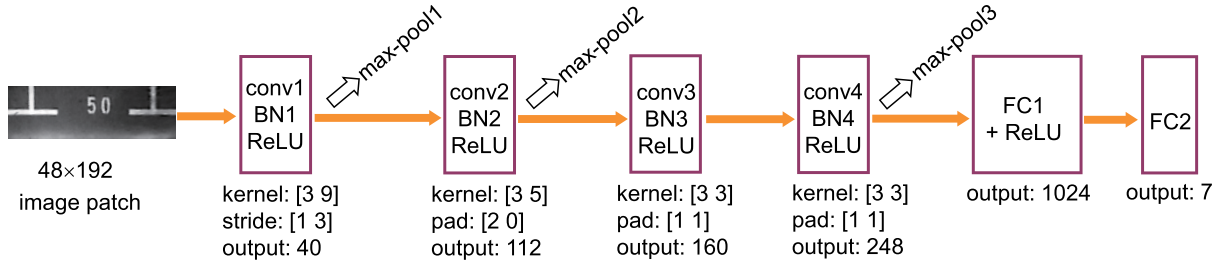 max-pool1
max-pool2
max-pool3
50
48×192
image patch
conv1
BN1
ReLU
kernel: [3 9]
stride: [1 3]
output: 40
conv2
BN2
ReLU
kernel: [3 5]
pad: [2 0]
output: 112
conv3
BN3
ReLU
kernel: [3 3]
pad: [1 1]
output: 160
conv4
BN4
ReLU
kernel: [3 3]
pad: [1 1]
output: 248
FC1
+ ReLU
output: 1024
FC2
output: 7